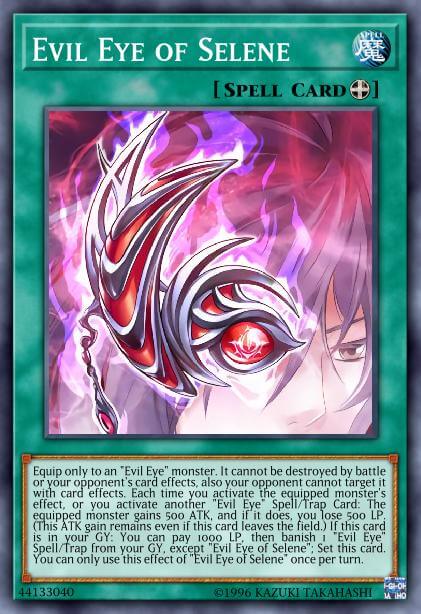 Evil Eye of Selene
SPELL
魔
[Spell Card]
Equip only to an "Evil Eye" monster. It cannot be destroyed by battle
or your opponent's card effects, also your opponent cannot target it
with card effects. Each time you activate the equipped monster's
effect, or you activate another "Evil Eye" Spell/Trap Card: The
equipped monster gains 500 ATK, and if it does, you lose 500 LP.
(This ATK gain remains even if this card leaves the field.) If this card
is in your GY: You can pay 1000 LP, then banish 1 "Evil Eye"
Spell/Trap from your GY, except "Evil Eye of Selene"; Set this card.
You can only use this effect of "Evil Eye of Selene" once per turn.
44133040 ©1996 KAZUKI TAKAHASHI